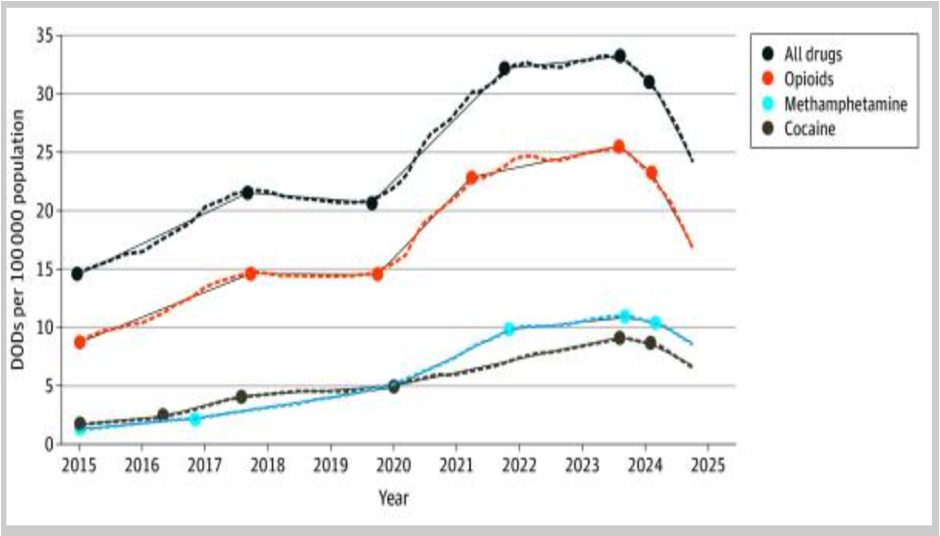 35
30
25
20
15
10
5
0
DODs per 100 000 population
2015 2016 2017 2018 2019 2020 2021 2022 2023 2024 2025
Year
All drugs
Opioids
Methamphetamine
Cocaine